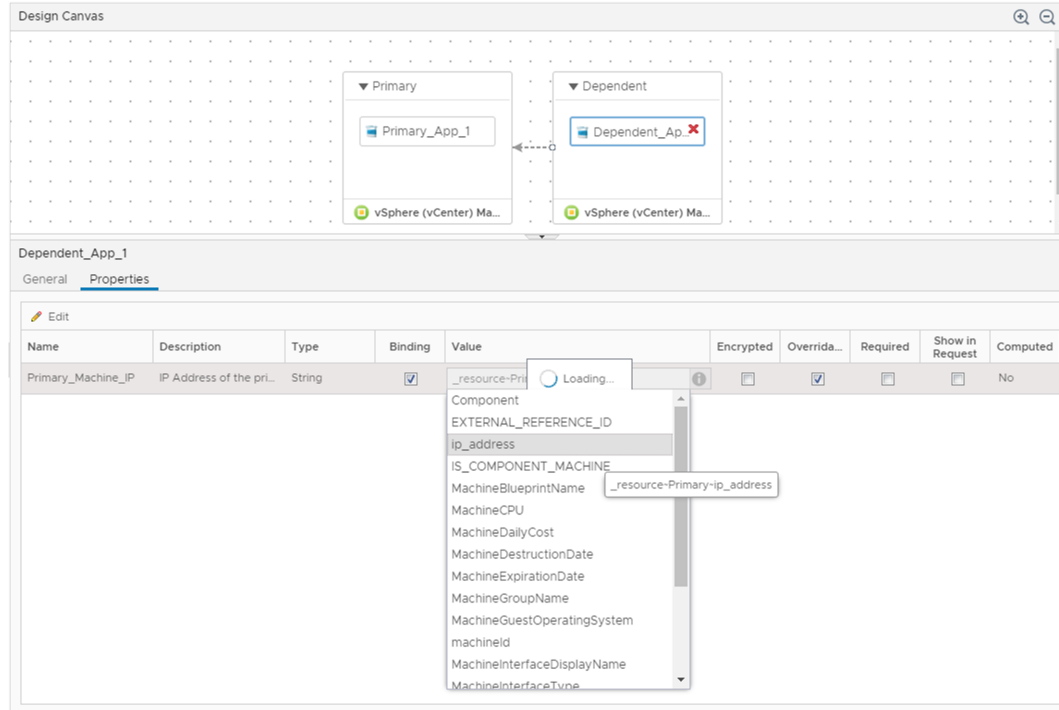 Design Canvas
Primary
Dependent
Primary_App_1
Dependent_Ap...
vSphere (vCenter) Ma...
vSphere (vCenter) Ma...
Dependent_App_1
General
Properties
Edit
Name
Description
Type
Binding
Value
Encrypted
Overrida...
Required
Show in
Request
Computed
Primary_Machine_IP
IP Address of the pri...
String
_resource-Pri
Loading...
No
Component
EXTERNAL_REFERENCE_ID
ip_address
IS_COMPONENT_MACHINE
_resource-Primary-ip_address
MachineBlueprintName
MachineCPU
MachineDailyCost
MachineDestructionDate
MachineExpirationDate
MachineGroupName
MachineGuestOperatingSystem
machineId
MachineInterfaceDisplayName
MachineInterfaceType